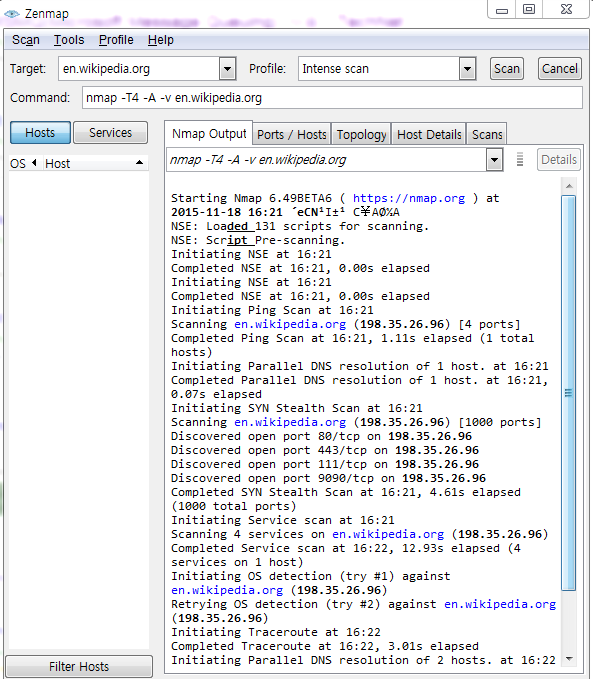 Zenmap
Scan Tools Profile Help
Target: en.wikipedia.org Profile: Intense scan Scan Cancel
Command: nmap -T4 -A -v en.wikipedia.org
Hosts Services
OS Host
Filter Hosts
Nmap Output Ports / Hosts Topology Host Details Scans
nmap -T4 -A -v en.wikipedia.org Details
Starting Nmap 6.49BETA6 ( https://nmap.org ) at
2015-11-18 16:21 ´eCN¹I±¹ C¥AØ¼A
NSE: Loaded 131 scripts for scanning.
NSE: Script Pre-scanning.
Initiating NSE at 16:21
Completed NSE at 16:21, 0.00s elapsed
Initiating NSE at 16:21
Completed NSE at 16:21, 0.00s elapsed
Initiating Ping Scan at 16:21
Scanning en.wikipedia.org (198.35.26.96) [4 ports]
Completed Ping Scan at 16:21, 1.11s elapsed (1 total
hosts)
Initiating Parallel DNS resolution of 1 host. at 16:21
Completed Parallel DNS resolution of 1 host. at 16:21,
0.07s elapsed
Initiating SYN Stealth Scan at 16:21
Scanning en.wikipedia.org (198.35.26.96) [1000 ports]
Discovered open port 80/tcp on 198.35.26.96
Discovered open port 443/tcp on 198.35.26.96
Discovered open port 111/tcp on 198.35.26.96
Discovered open port 9090/tcp on 198.35.26.96
Completed SYN Stealth Scan at 16:21, 4.61s elapsed
(1000 total ports)
Initiating Service scan at 16:21
Scanning 4 services on en.wikipedia.org (198.35.26.96)
Completed Service scan at 16:22, 12.93s elapsed (4
services on 1 host)
Initiating OS detection (try #1) against
en.wikipedia.org (198.35.26.96)
Retrying OS detection (try #2) against en.wikipedia.org
(198.35.26.96)
Initiating Traceroute at 16:22
Completed Traceroute at 16:22, 3.01s elapsed
Initiating Parallel DNS resolution of 2 hosts. at 16:22